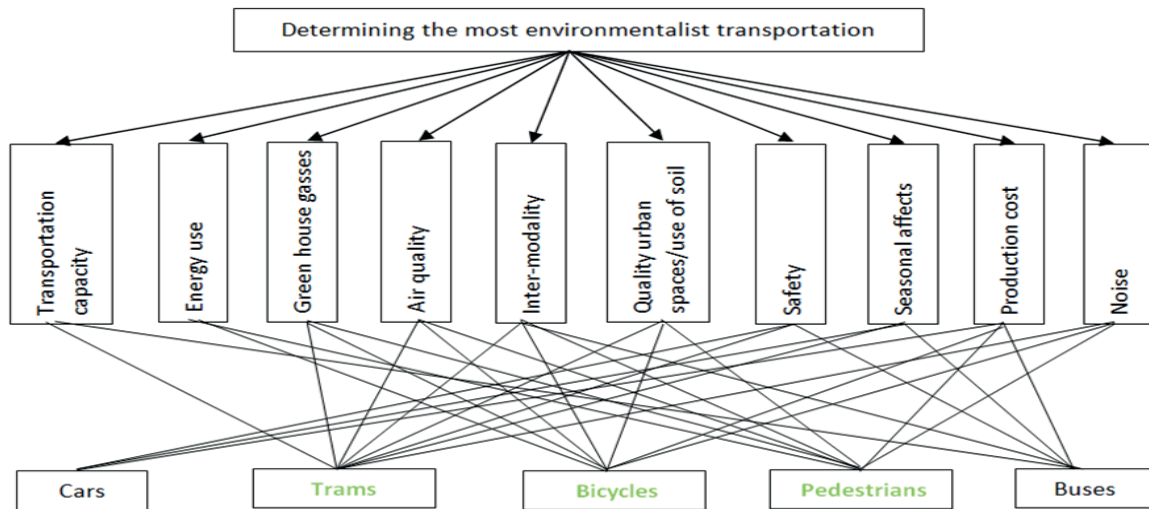 Determining the most environmentalist transportation
Transportation
capacity
Energy use
Green house gasses
Air quality
Inter-modality
Quality urban
spaces/use of soil
Safety
Seasonal affects
Production cost
Noise
Cars
Trams
Bicycles
Pedestrians
Buses